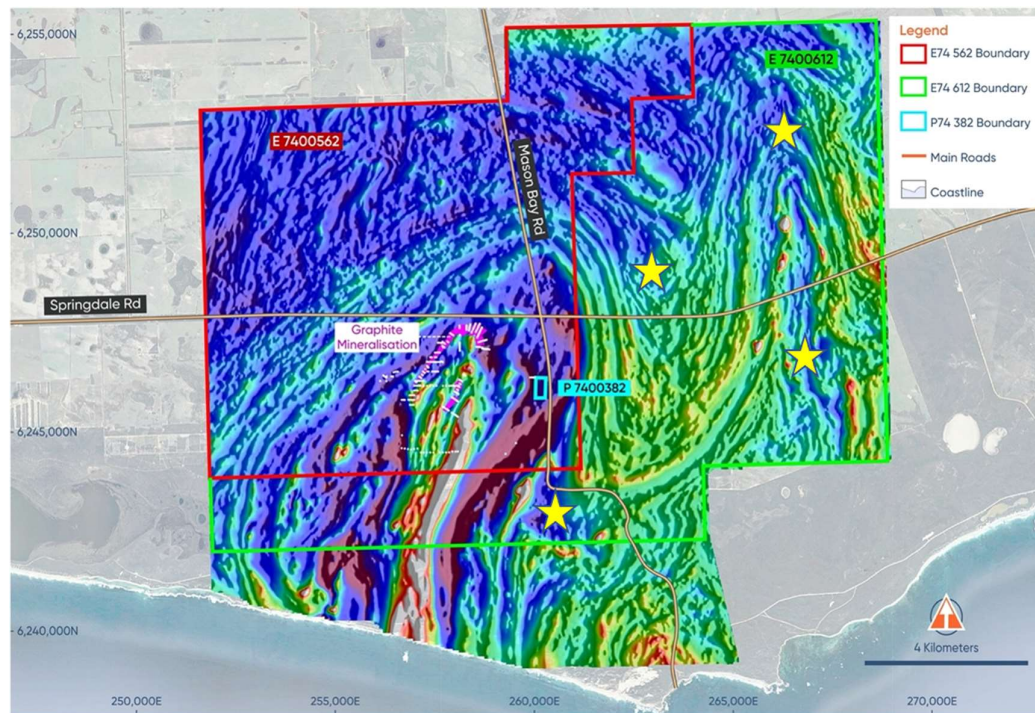 6,255,000N
Legend
E74 562 Boundary
E 7400612
E74 612 Boundary
P74 382 Boundary
E 7400562
Mason Bay Rd
Main Roads
Coastline
6,250,000N
Springdale Rd
Graphite
Mineralisation
P 7400382
6,245,000N
6,240,000N
4 Kilometers
250,000E
255,000E
260,000E
265,000E
270,000E